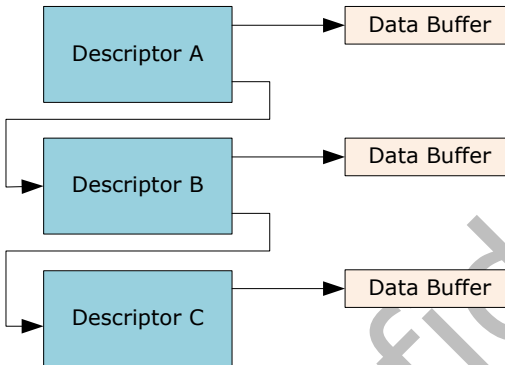 Descriptor A
Data Buffer
Descriptor B
Data Buffer
Descriptor C
Data Buffer